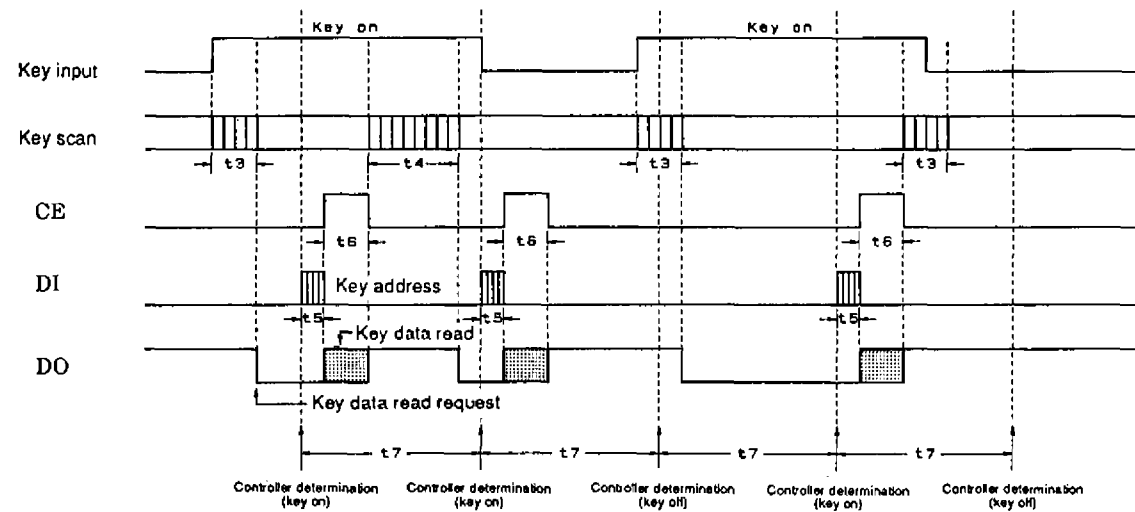 Key on
Key on
Key input
Key scan
t3
t4
t3
t3
CE
t6
t6
t6
DI
Key address
t5
t5
t5
Key data read
DO
Key data read request
t7
t7
t7
t7
Controller determination
(key on)
Controller determination
(key on)
Controller determination
(key off)
Controller determination
(key on)
Controller determination
(key off)